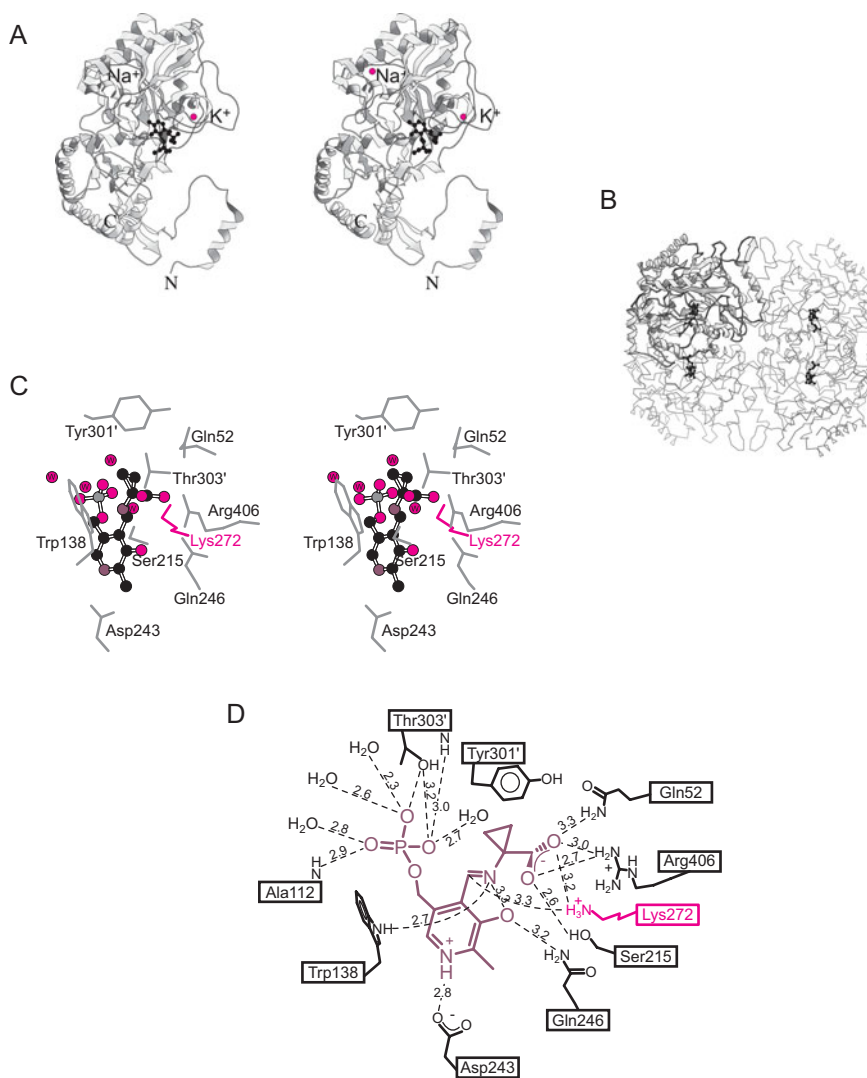 A
Na⁺
K⁺
C
N
Na⁺
K⁺
C
N
B
C
Tyr301'
Gln52
Thr303'
W
W
W
Arg406
Trp138
Lys272
Ser215
Gln246
Asp243
Tyr301'
Gln52
Thr303'
W
W
W
Arg406
Trp138
Lys272
Ser215
Gln246
Asp243
D
Thr303'
H₂O
N
H
OH
Tyr301'
OH
H₂O
2.3
3.2
3.0
O
Gln52
2.6
H₂O
3.3
H₂N
H₂O
2.8
O
O
2.7
O
3.0
H₂N
O=P
O
2.7
+
H
N
Arg406
2.9
H
N
O
H₂N
Ala112
N
3.2
+
H₃N
Lys272
3.2
3.3
2.6
2.7
O
NH
HO
Ser215
3.2
Trp138
+
N
H
H₂N
O
Gln246
2.8
O
-
O
Asp243